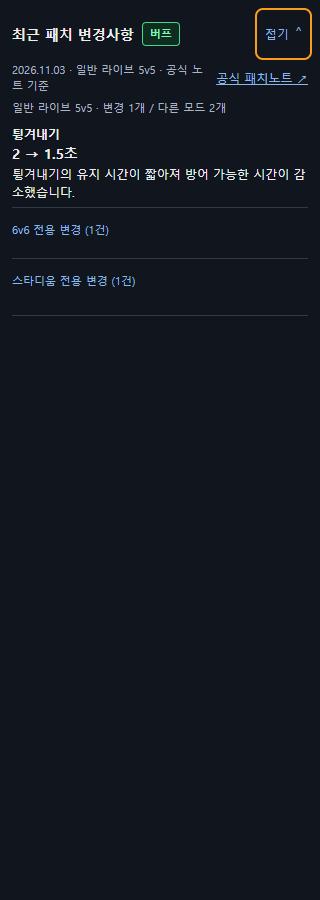 최근 패치 변경사항 버프 접기 ^
2026.11.03 · 일반 라이브 5v5 · 공식 노
트 기준
공식 패치노트 ↗
일반 라이브 5v5 · 변경 1개 / 다른 모드 2개
튕겨내기
2 → 1.5초
튕겨내기의 유지 시간이 짧아져 방어 가능한 시간이 감
소했습니다.
6v6 전용 변경 (1건)
스타디움 전용 변경 (1건)